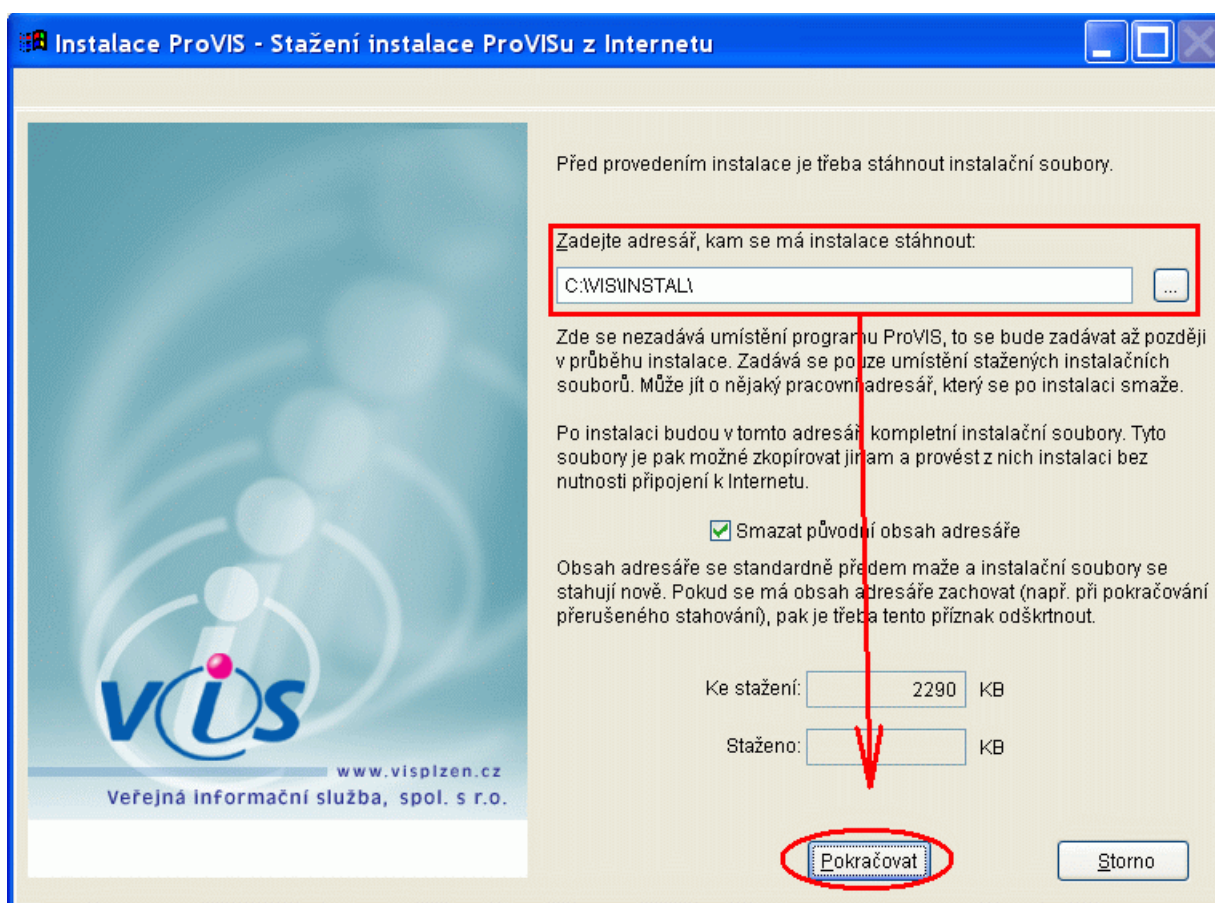 Instalace ProVIS - Stažení instalace ProVISu z Internetu
Před provedením instalace je třeba stáhnout instalační soubory.
Zadejte adresář, kam se má instalace stáhnout:
C:\VIS\INSTAL\
...
Zde se nezadává umístění programu ProVIS, to se bude zadávat až později
v průběhu instalace. Zadává se pouze umístění stažených instalačních
souborů. Může jít o nějaký pracovní adresář, který se po instalaci smaže.
Po instalaci budou v tomto adresáři kompletní instalační soubory. Tyto
soubory je pak možné zkopírovat jinam a provést z nich instalaci bez
nutnosti připojení k Internetu.
Smazat původní obsah adresáře
Obsah adresáře se standardně předem maže a instalační soubory se
stahují nově. Pokud se má obsah adresáře zachovat (např. při pokračování
přerušeného stahování), pak je třeba tento příznak odškrtnout.
Ke stažení: 2290 KB
Staženo: KB
vis
www.visplzen.cz
Veřejná informační služba, spol. s r.o.
Pokračovat
Storno